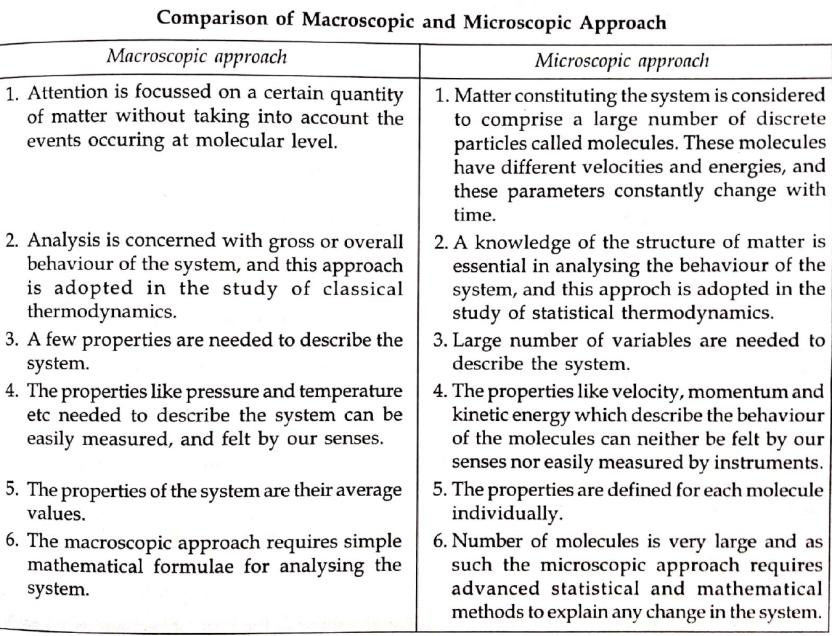 Comparison of Macroscopic and Microscopic Approach
Macroscopic approach
1. Attention is focussed on a certain quantity
of matter without taking into account the
events occuring at molecular level.
2. Analysis is concerned with gross or overall
behaviour of the system, and this approach
is adopted in the study of classical
thermodynamics.
3. A few properties are needed to describe the
system.
4. The properties like pressure and temperature
etc needed to describe the system can be
easily measured, and felt by our senses.
5. The properties of the system are their average
values.
6. The macroscopic approach requires simple
mathematical formulae for analysing the
system.
Microscopic approach
1. Matter constituting the system is considered
to comprise a large number of discrete
particles called molecules. These molecules
have different velocities and energies, and
these parameters constantly change with
time.
2. A knowledge of the structure of matter is
essential in analysing the behaviour of the
system, and this approch is adopted in the
study of statistical thermodynamics.
3. Large number of variables are needed to
describe the system.
4. The properties like velocity, momentum and
kinetic energy which describe the behaviour
of the molecules can neither be felt by our
senses nor easily measured by instruments.
5. The properties are defined for each molecule
individually.
6. Number of molecules is very large and as
such the microscopic approach requires
advanced statistical and mathematical
methods to explain any change in the system.